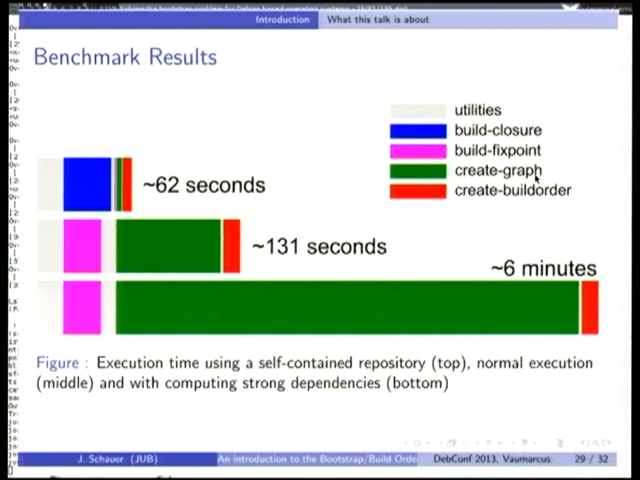 Introduction
What this talk is about
Benchmark Results
utilities
build-closure
build-fixpoint
create-graph
create-buildorder
~62 seconds
~131 seconds
~6 minutes
Figure : Execution time using a self-contained repository (top), normal execution
(middle) and with computing strong dependencies (bottom)
J. Schauer (JUB)
An introduction to the Bootstrap/Build Orde
DebConf 2013, Vaumarcus
29 / 32